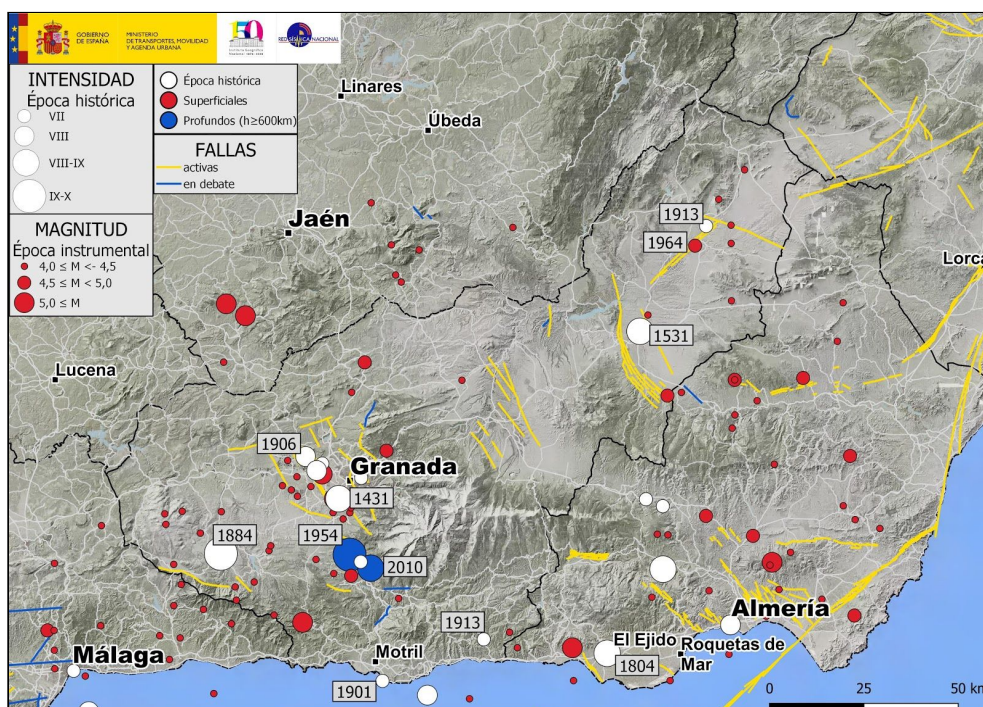 GOBIERNO
DE ESPAÑA
MINISTERIO
DE TRANSPORTES, MOVILIDAD
Y AGENDA URBANA
150
RED SÍSMICA NACIONAL
INTENSIDAD
Época histórica
VII
VIII
VIII-IX
IX-X
MAGNITUD
Época instrumental
4,0 ≤ M <- 4,5
4,5 ≤ M < 5,0
5,0 ≤ M
Época histórica
Superficiales
Profundos (h≥600km)
FALLAS
activas
en debate
Linares
Úbeda
Jaén
1913
1964
Lorca
1531
Lucena
1906
Granada
1431
1884
1954
2010
Almería
1913
El Ejido
Roquetas de
Mar
1804
Málaga
Motril
1901
0
25
50 km